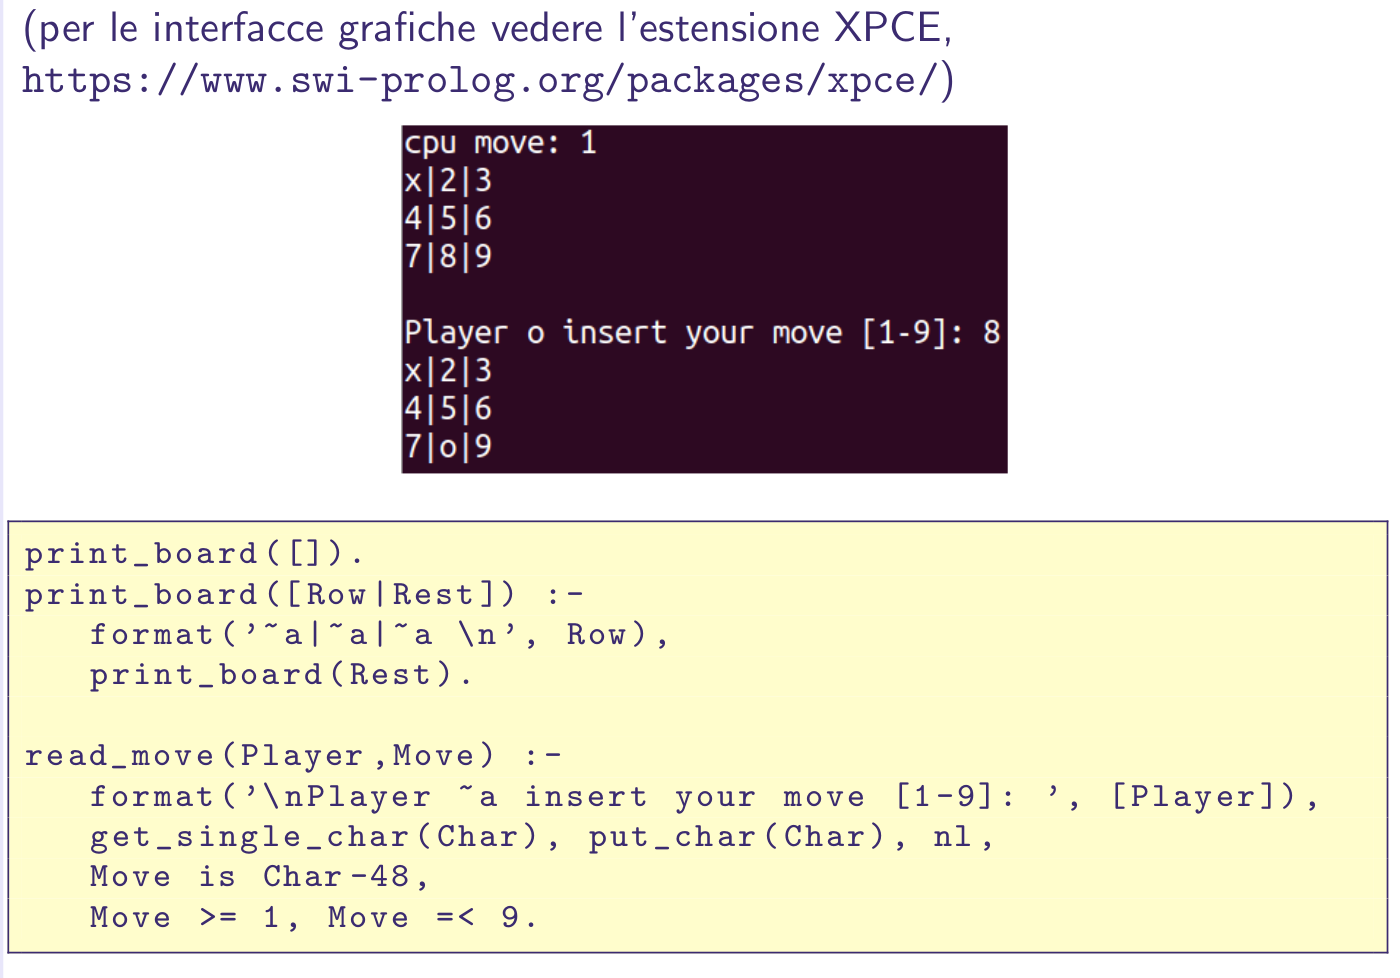 (per le interfacce grafiche vedere l'estensione XPCE,
https://www.swi-prolog.org/packages/xpce/)
cpu move: 1
x|2|3
4|5|6
7|8|9
Player o insert your move [1-9]: 8
x|2|3
4|5|6
7|o|9
print_board([]).
print_board([Row|Rest]) :-
format('~a|~a|~a \n', Row),
print_board(Rest).
read_move(Player,Move) :-
format('\nPlayer ~a insert your move [1-9]: ', [Player]),
get_single_char(Char), put_char(Char), nl,
Move is Char-48,
Move >= 1, Move =< 9.